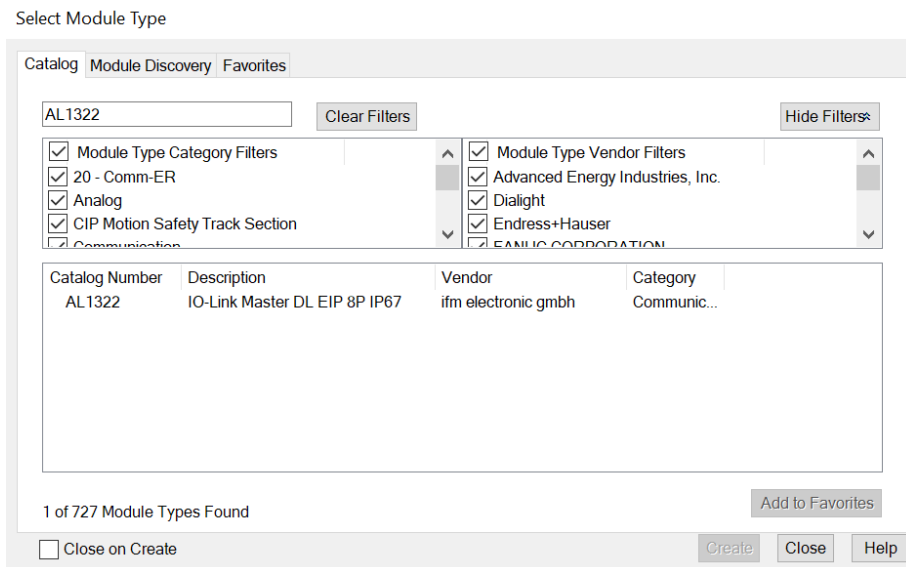 Select Module Type
Catalog Module Discovery Favorites
AL1322 Clear Filters Hide Filters
Module Type Category Filters Module Type Vendor Filters
20 - Comm-ER Advanced Energy Industries, Inc.
Analog Dialight
CIP Motion Safety Track Section Endress+Hauser
Communication FANUC CORPORATION
Catalog Number Description Vendor Category
AL1322 IO-Link Master DL EIP 8P IP67 ifm electronic gmbh Communic...
1 of 727 Module Types Found Add to Favorites
Close on Create Create Close Help